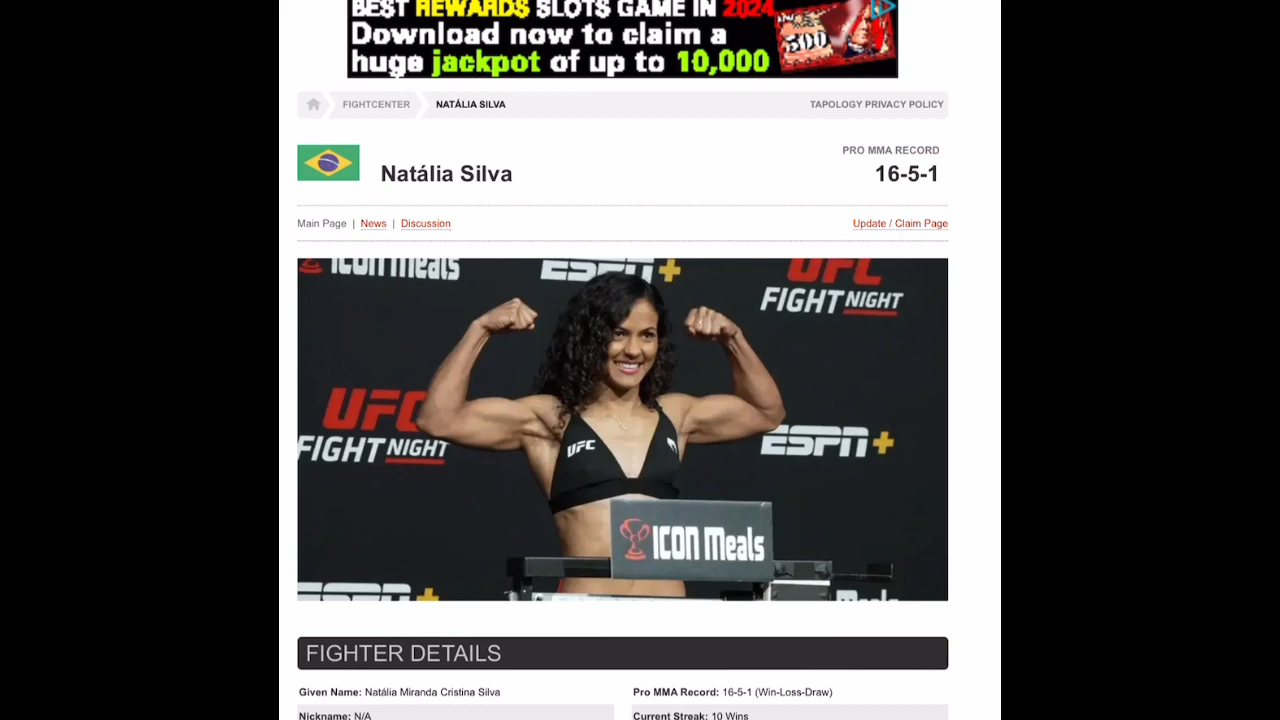 BEST REWARDS SLOTS GAME IN 2024
Download now to claim a
huge jackpot of up to 10,000
500
FIGHTCENTER NATÁLIA SILVA TAPOLOGY PRIVACY POLICY
PRO MMA RECORD
Natália Silva 16-5-1
Main Page | News | Discussion Update / Claim Page
ICON meals ESPN+ UFC
FIGHT NIGHT
UFC
FIGHT NIGHT
UFC
ESPN+
ICON meals
ESPN+ meals
FIGHTER DETAILS
Given Name: Natália Miranda Cristina Silva Pro MMA Record: 16-5-1 (Win-Loss-Draw)
Nickname: N/A Current Streak: 10 Wins